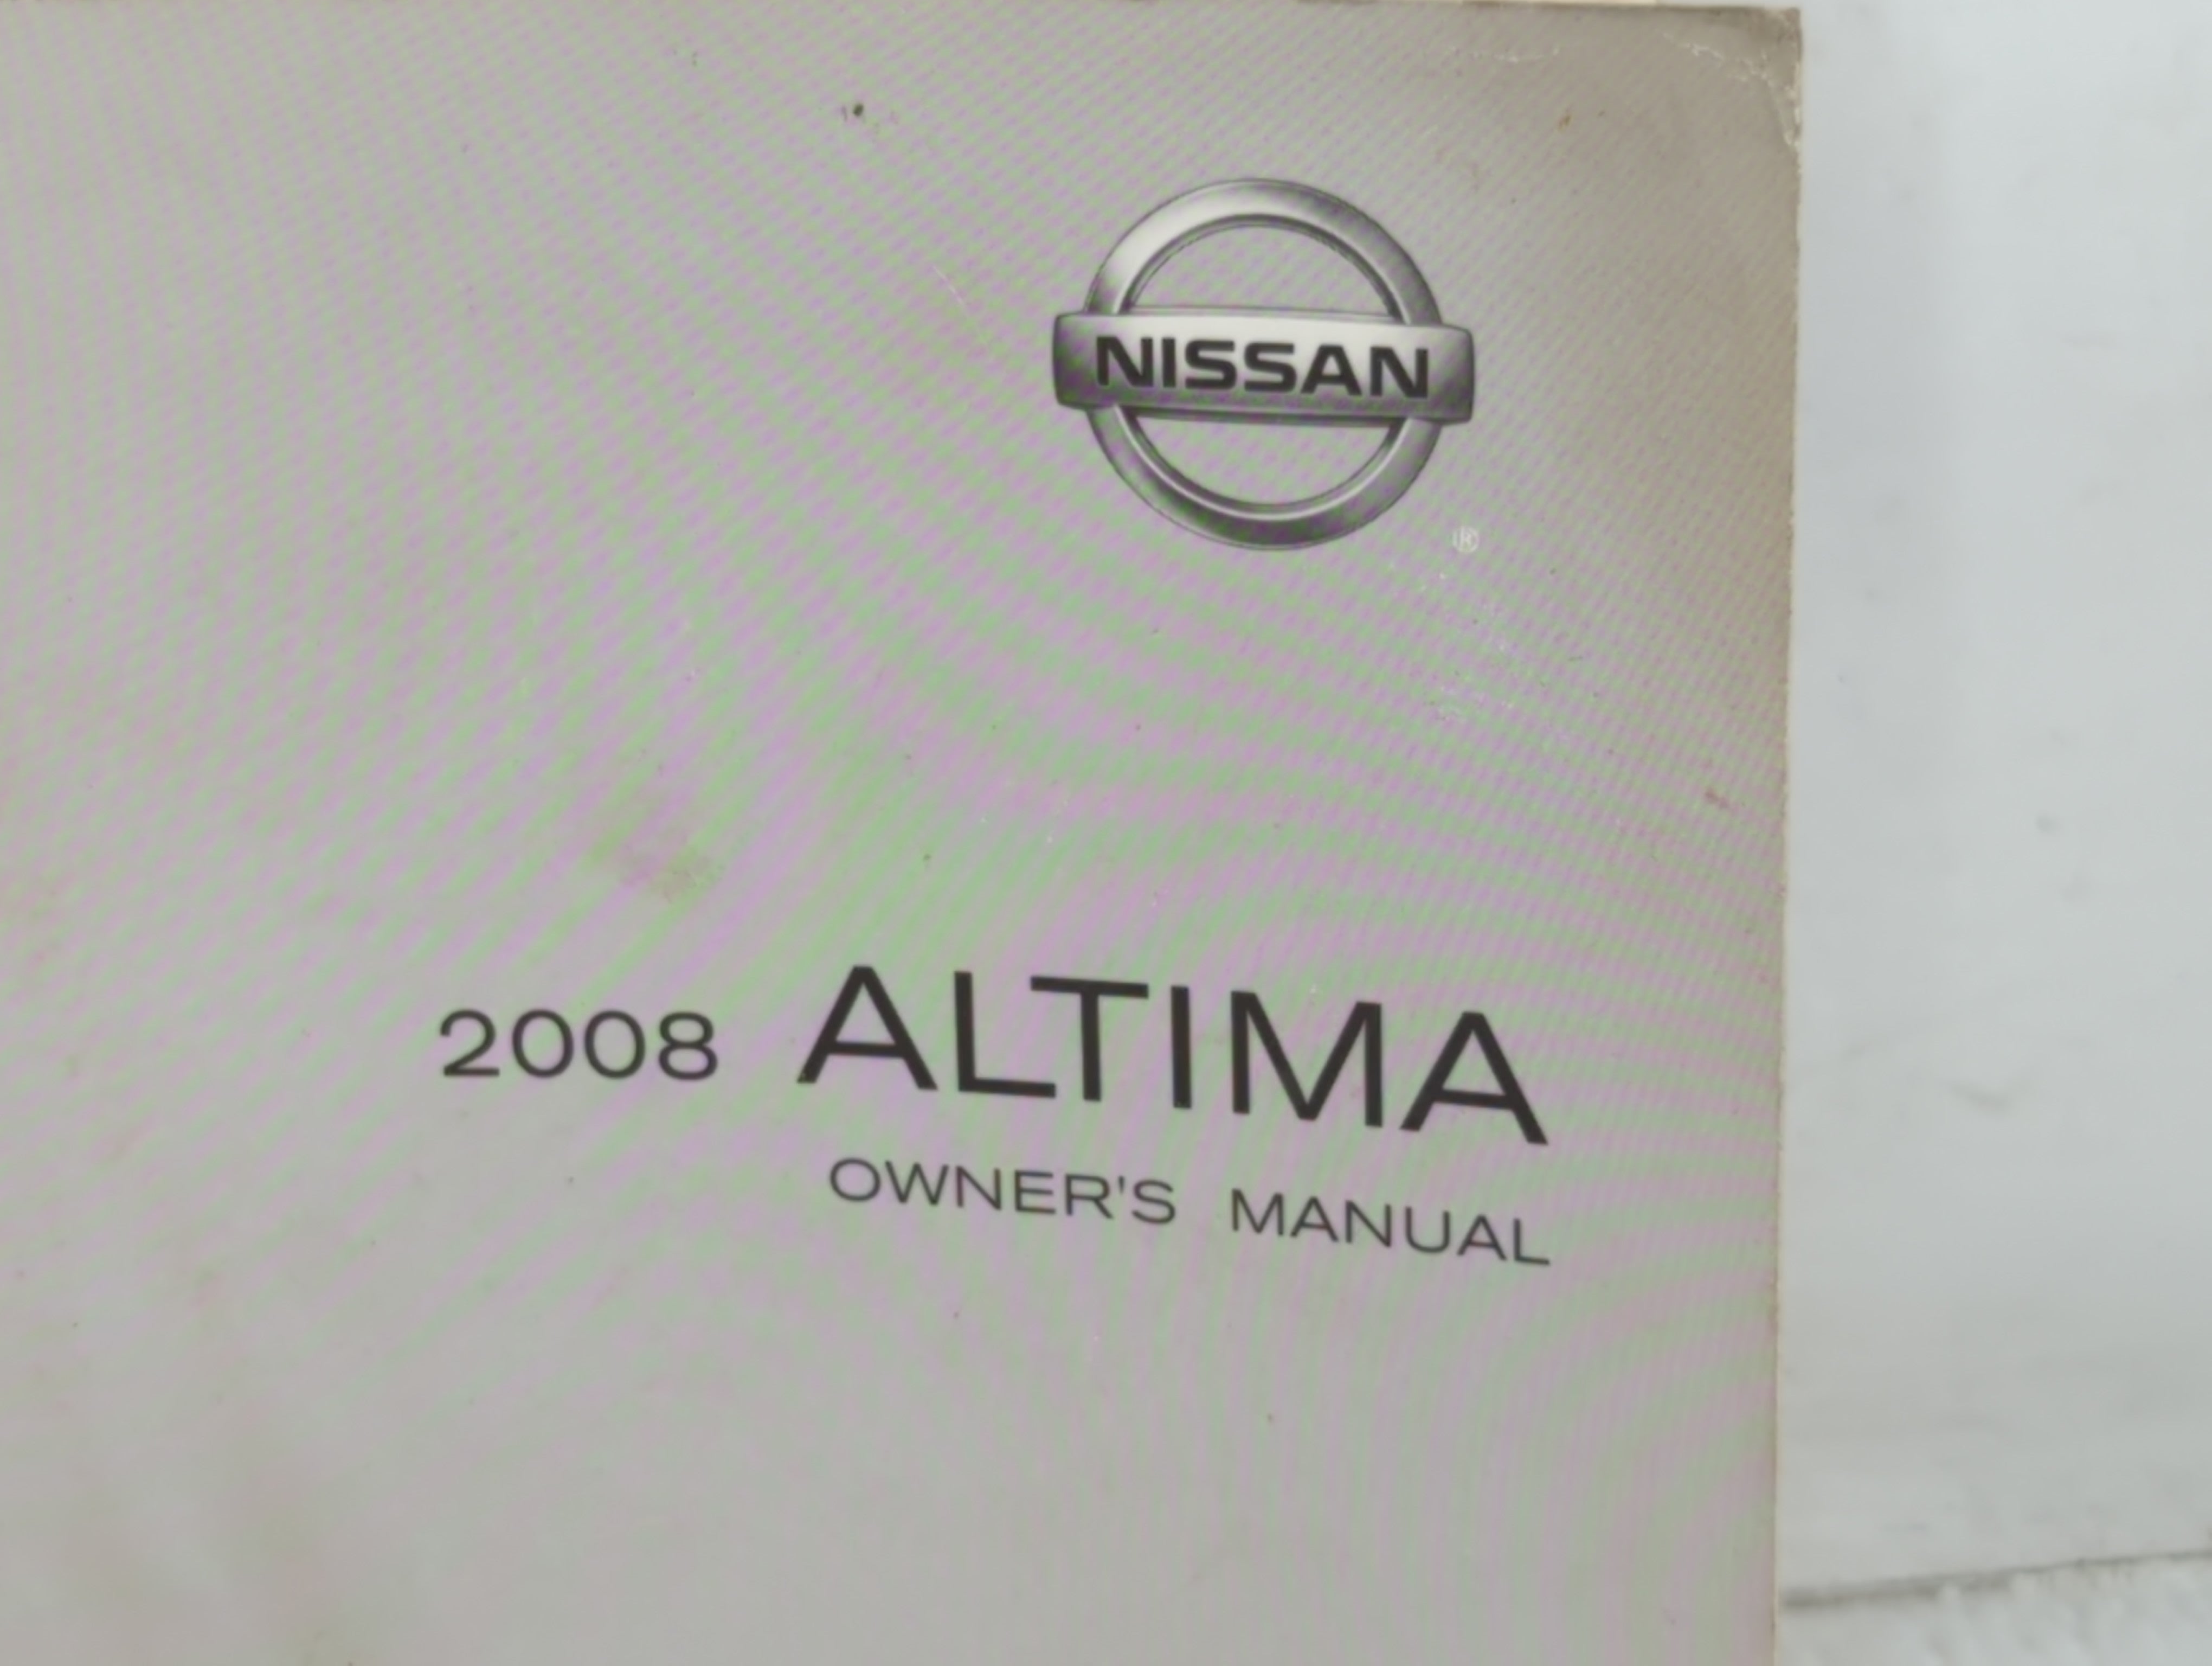 NISSAN
®
2008 ALTIMA
OWNER'S MANUAL